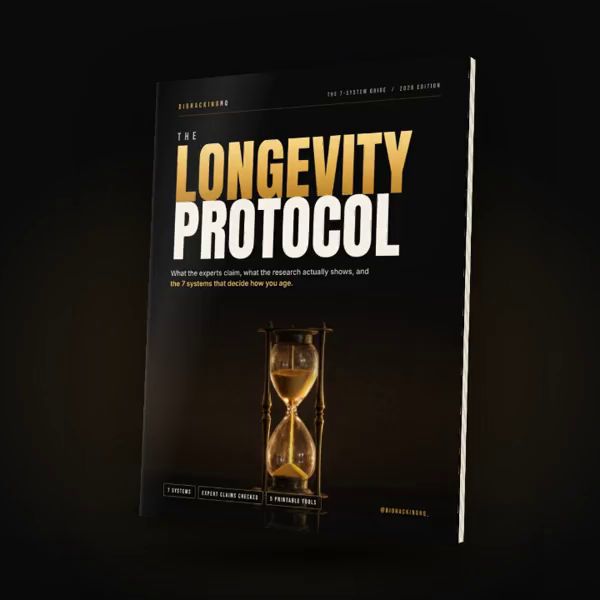 BIOHACKINGHQ
THE 7-SYSTEM GUIDE / 2026 EDITION
THE
LONGEVITY
PROTOCOL
What the experts claim, what the research actually shows, and
the 7 systems that decide how you age.
7 SYSTEMS
EXPERT CLAIMS CHECKED
5 PRINTABLE TOOLS
@BIOHACKINGHQ_